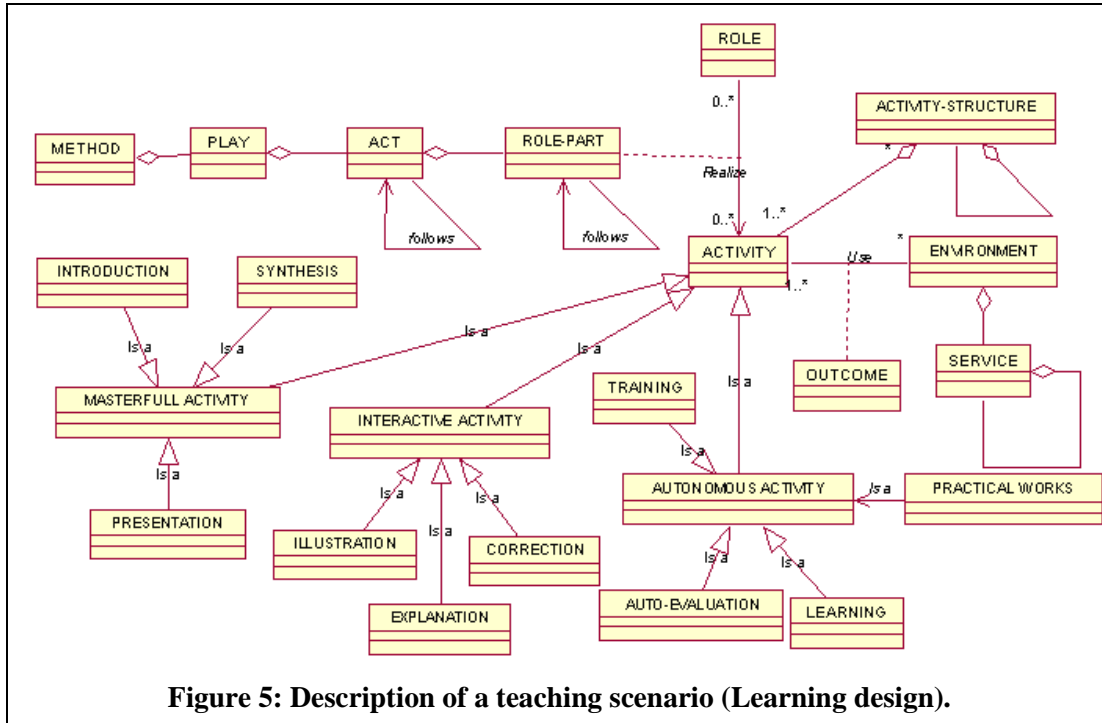 ROLE
0..*
ACTIVITY-STRUCTURE
METHOD
PLAY
ACT
ROLE-PART
*
Realize
follows
follows
0..*
1..*
ACTIVITY
Use
*
ENVIRONMENT
1..*
INTRODUCTION
SYNTHESIS
Is a
Is a
Is a
Is a
Is a
MASTERFULL ACTIVITY
INTERACTIVE ACTIVITY
TRAINING
OUTCOME
SERVICE
Is a
Is a
PRESENTATION
Is a
Is a
Is a
ILLUSTRATION
CORRECTION
EXPLANATION
AUTONOMOUS ACTIVITY
Is a
PRACTICAL WORKS
Is a
Is a
AUTO-EVALUATION
LEARNING
Figure 5: Description of a teaching scenario (Learning design).